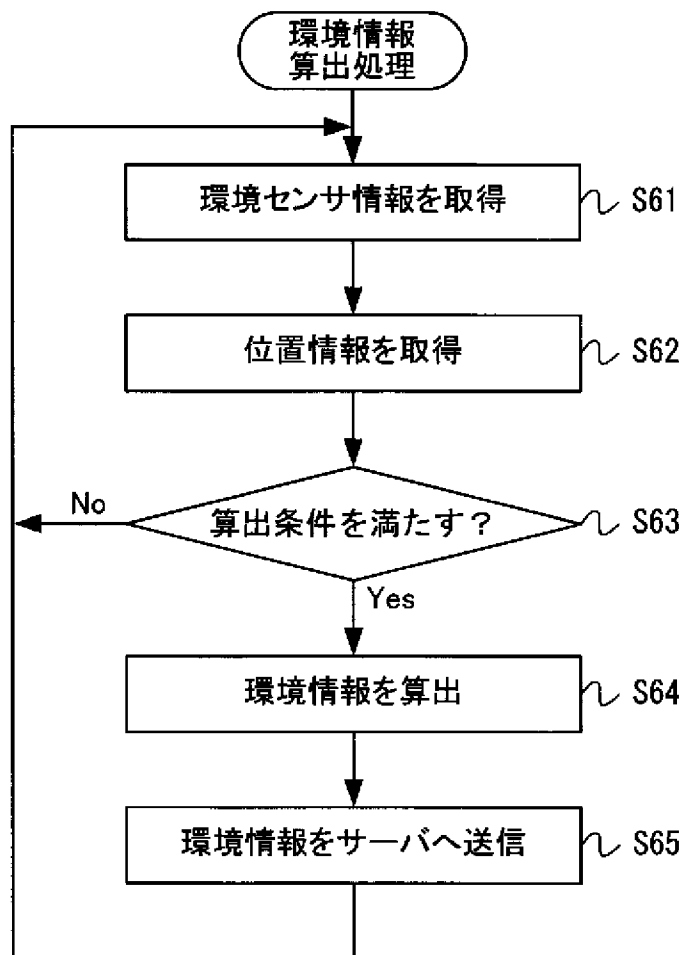 環境情報
算出処理
環境センサ情報を取得
S61
位置情報を取得
S62
No
算出条件を満たす？
S63
Yes
環境情報を算出
S64
環境情報をサーバへ送信
S65